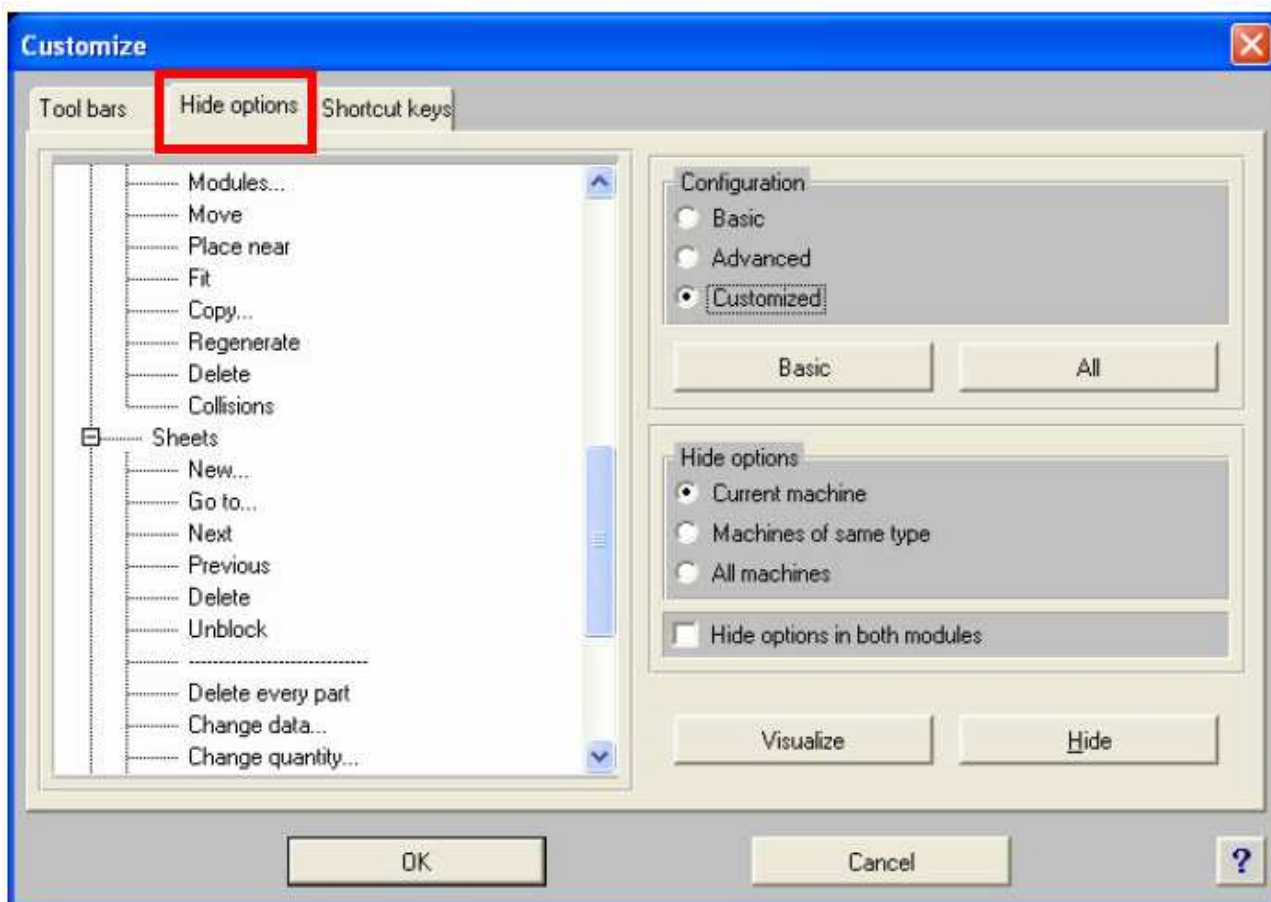 Customize
Tool bars
Hide options
Shortcut keys
Modules...
Move
Place near
Fit
Copy...
Regenerate
Delete
Collisions
Sheets
New...
Go to...
Next
Previous
Delete
Unblock
----------------------------
Delete every part
Change data...
Change quantity...
Configuration
Basic
Advanced
Customized
Basic
All
Hide options
Current machine
Machines of same type
All machines
Hide options in both modules
Visualize
Hide
OK
Cancel
?